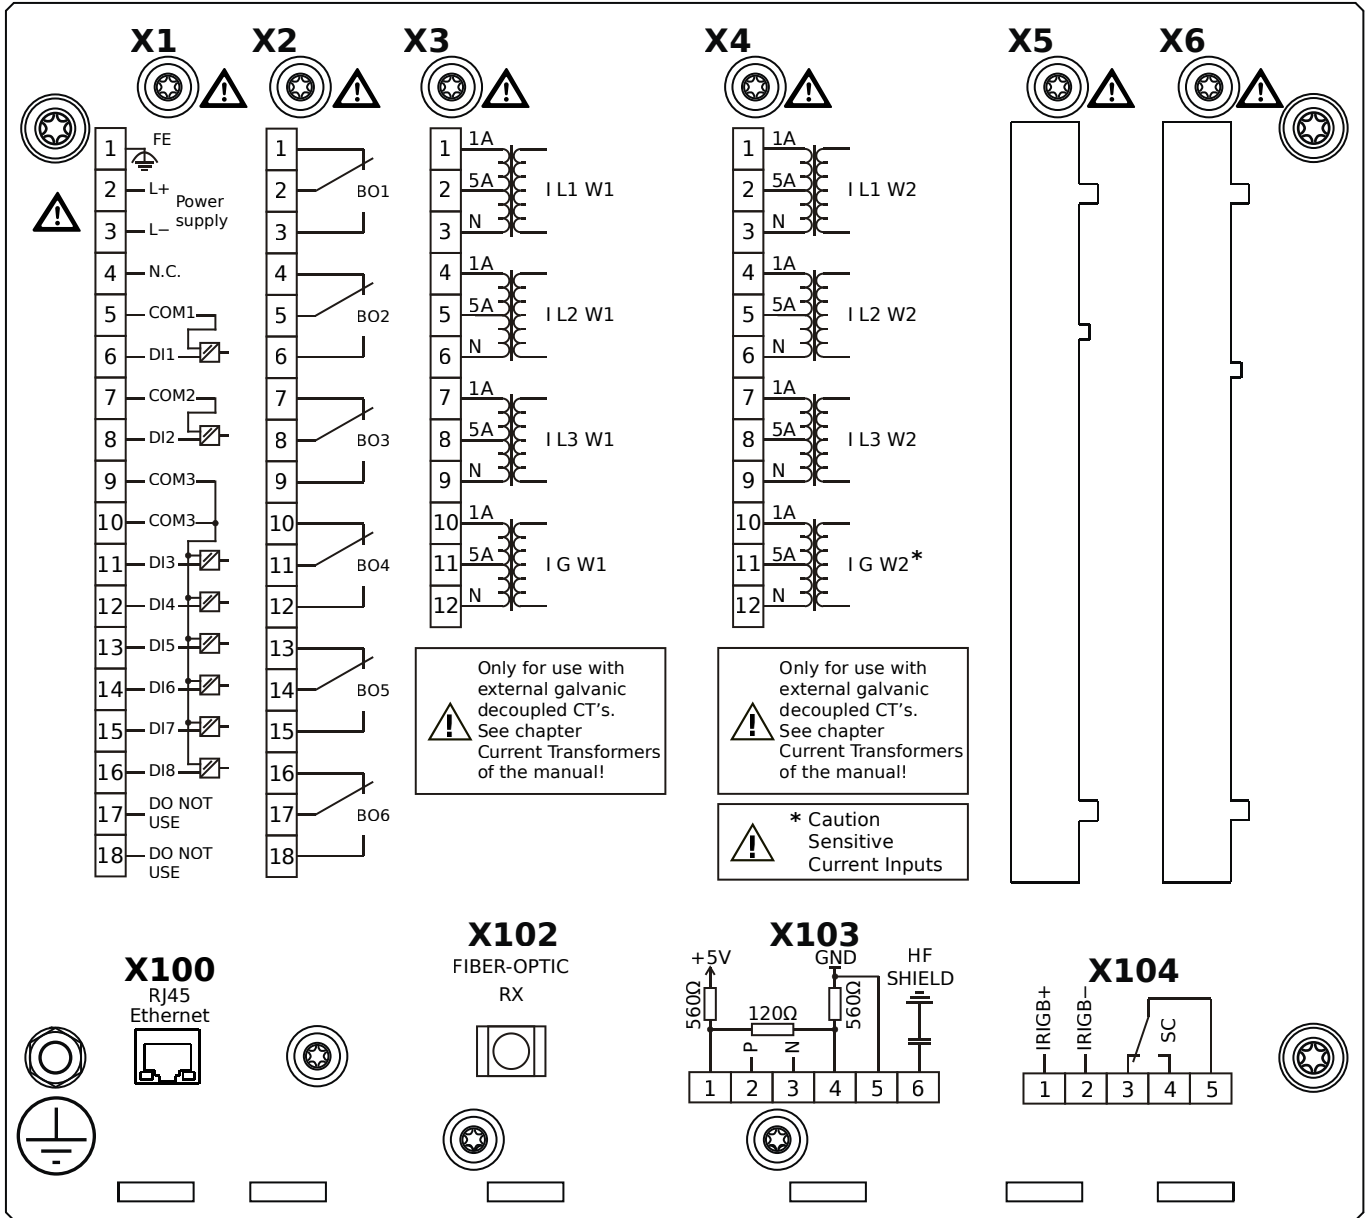 X1 X2 X3 X4 X5 X6
1 FE
2 L+ Power
3 L− supply
4 N.C.
5 COM1
6 DI1
7 COM2
8 DI2
9 COM3
10 COM3
11 DI3
12 DI4
13 DI5
14 DI6
15 DI7
16 DI8
17 DO NOT
USE
18 DO NOT
USE
1
2 BO1
3
4
5 BO2
6
7
8 BO3
9
10
11 BO4
12
13
14 BO5
15
16
17 BO6
18
1 1A
2 5A I L1 W1
3 N
4 1A
5 5A I L2 W1
6 N
7 1A
8 5A I L3 W1
9 N
10 1A
11 5A I G W1
12 N
Only for use with
external galvanic
decoupled CT's.
See chapter
Current Transformers
of the manual!
1 1A
2 5A I L1 W2
3 N
4 1A
5 5A I L2 W2
6 N
7 1A
8 5A I L3 W2
9 N
10 1A
11 5A I G W2*
12 N
Only for use with
external galvanic
decoupled CT's.
See chapter
Current Transformers
of the manual!
* Caution
Sensitive
Current Inputs
X100
RJ45
Ethernet
X102
FIBER-OPTIC
RX
X103
+5V GND HF
SHIELD
560Ω 120Ω 560Ω
P N
1 2 3 4 5 6
X104
IRIGB+ IRIGB− SC
1 2 3 4 5